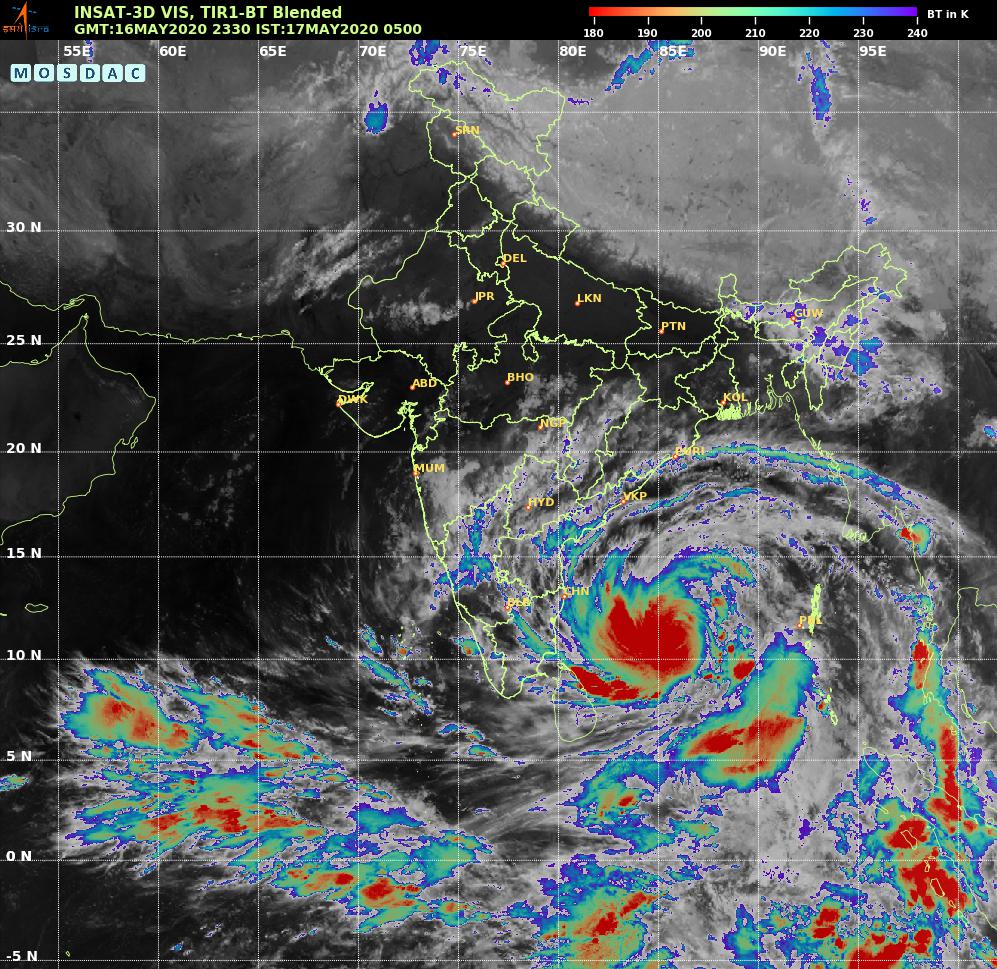 INSAT-3D VIS, TIR1-BT Blended
GMT:16MAY2020 2330 IST:17MAY2020 0500
BT in K
180 190 200 210 220 230 240
55E 60E 65E 70E 75E 80E 85E 90E 95E
MOSDAC
SRN
30 N
DEL
JPR
LKN
GUW
PTN
25 N
BHO
ABD
DWK
KOL
NGP
20 N
PURI
MUM
VKP
HYD
15 N
CHN
BLR
PBL
10 N
5 N
0 N
-5 N